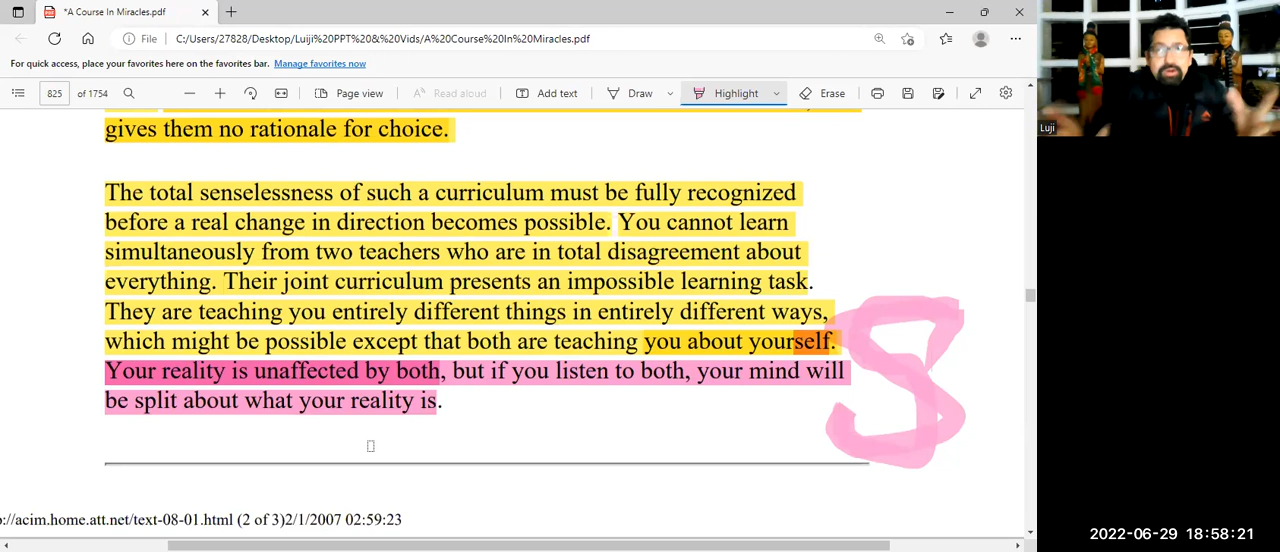 *A Course In Miracles.pdf
File C:/Users/27828/Desktop/Luiji%20PPT%20&%20Vids/A%20Course%20In%20Miracles.pdf
For quick access, place your favorites here on the favorites bar. Manage favorites now
825 of 1754 Page view Read aloud Add text Draw Highlight Erase
gives them no rationale for choice.
The total senselessness of such a curriculum must be fully recognized
before a real change in direction becomes possible. You cannot learn
simultaneously from two teachers who are in total disagreement about
everything. Their joint curriculum presents an impossible learning task.
They are teaching you entirely different things in entirely different ways,
which might be possible except that both are teaching you about yourself.
Your reality is unaffected by both, but if you listen to both, your mind will
be split about what your reality is.
S
://acim.home.att.net/text-08-01.html (2 of 3)2/1/2007 02:59:23
Luji
2022-06-29 18:58:21